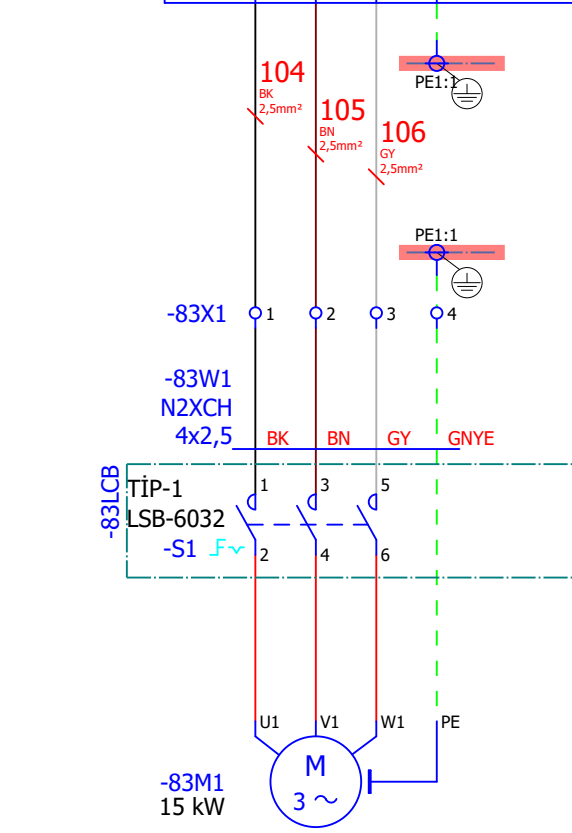 104
BK
2,5mm²
105
BN
2,5mm²
106
GY
2,5mm²
PE1:1
PE1:1
-83X1
1
2
3
4
-83W1
N2XCH
4x2,5
BK
BN
GY
GNYE
-83LCB
TİP-1
LSB-6032
-S1
1
3
5
2
4
6
U1
V1
W1
PE
M
3 ~
-83M1
15 kW